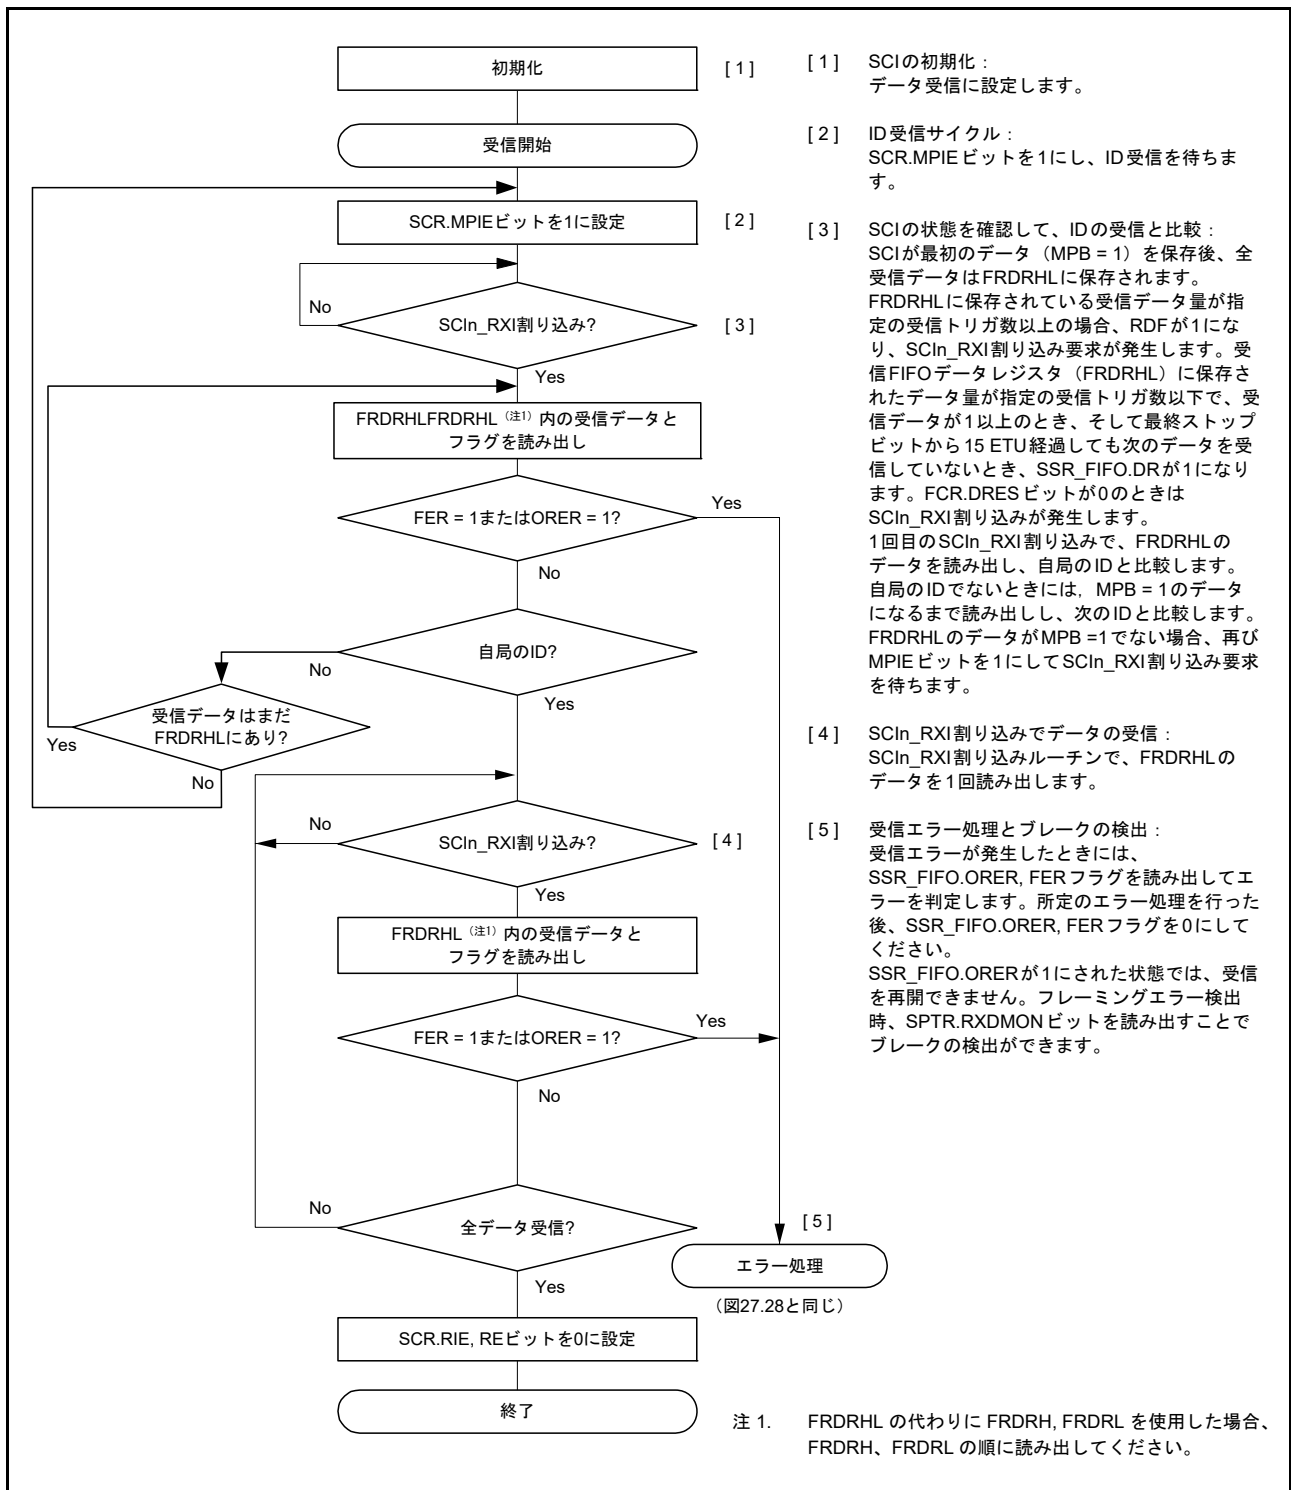 初期化
[ 1 ]
受信開始
SCR.MPIEビットを1に設定
[ 2 ]
No
SCIn_RXI割り込み?
[ 3 ]
Yes
FRDRHLFRDRHL（注1）内の受信データと
フラグを読み出し
FER = 1またはORER = 1?
Yes
No
自局のID?
No
Yes
受信データはまだ
FRDRHLにあり?
Yes
No
No
SCIn_RXI割り込み?
[ 4 ]
Yes
FRDRHL（注1）内の受信データと
フラグを読み出し
FER = 1またはORER = 1?
Yes
No
No
全データ受信?
Yes
[ 5 ]
エラー処理
（図27.28と同じ）
SCR.RIE, REビットを0に設定
終了
[ 1 ] SCIの初期化：
データ受信に設定します。
[ 2 ] ID受信サイクル：
SCR.MPIEビットを1にし、ID受信を待ちま
す。
[ 3 ] SCIの状態を確認して、IDの受信と比較：
SCIが最初のデータ（MPB = 1）を保存後、全
受信データはFRDRHLに保存されます。
FRDRHLに保存されている受信データ量が指
定の受信トリガ数以上の場合、RDFが1にな
り、SCIn_RXI割り込み要求が発生します。受
信FIFOデータレジスタ（FRDRHL）に保存さ
れたデータ量が指定の受信トリガ数以下で、受
信データが1以上のとき、そして最終ストップ
ビットから15 ETU経過しても次のデータを受
信していないとき、SSR_FIFO.DRが1になり
ます。FCR.DRESビットが0のときは
SCIn_RXI割り込みが発生します。
1回目のSCIn_RXI割り込みで、FRDRHLの
データを読み出し、自局のIDと比較します。
自局のIDでないときには, MPB = 1のデータ
になるまで読み出しし、次のIDと比較します。
FRDRHLのデータがMPB =1でない場合、再び
MPIEビットを1にしてSCIn_RXI割り込み要求
を待ちます。
[ 4 ] SCIn_RXI割り込みでデータの受信：
SCIn_RXI割り込みルーチンで、FRDRHLの
データを1回読み出します。
[ 5 ] 受信エラー処理とブレークの検出：
受信エラーが発生したときには、
SSR_FIFO.ORER, FERフラグを読み出してエ
ラーを判定します。所定のエラー処理を行った
後、SSR_FIFO.ORER, FERフラグを0にして
ください。
SSR_FIFO.ORERが1にされた状態では、受信
を再開できません。フレーミングエラー検出
時、SPTR.RXDMONビットを読み出すことで
ブレークの検出ができます。
注 1. FRDRHL の代わりに FRDRH, FRDRL を使用した場合、
FRDRH、FRDRL の順に読み出してください。